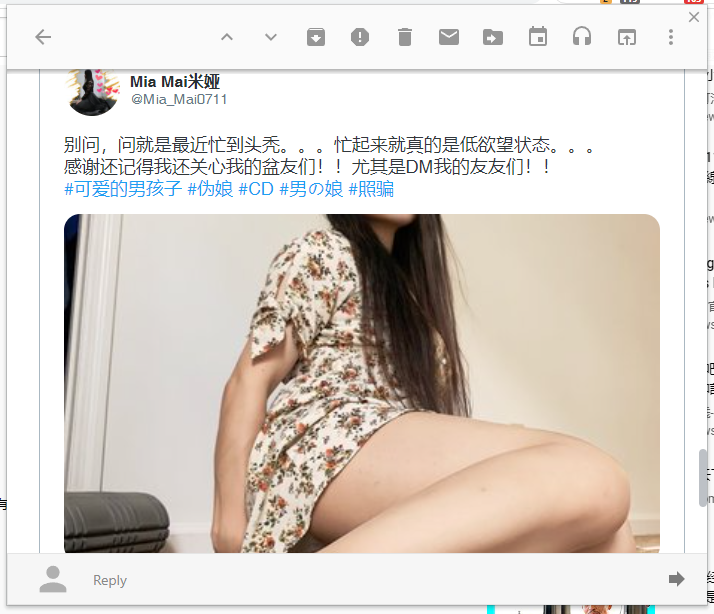 Mia Mai米娅
@Mia_Mai0711
别问，问就是最近忙到头秃。。。忙起来就真的是低欲望状态。。。
感谢还记得我还关心我的盆友们！！尤其是DM我的友友们！！
#可爱的男孩子 #伪娘 #CD #男の娘 #照骗
Reply